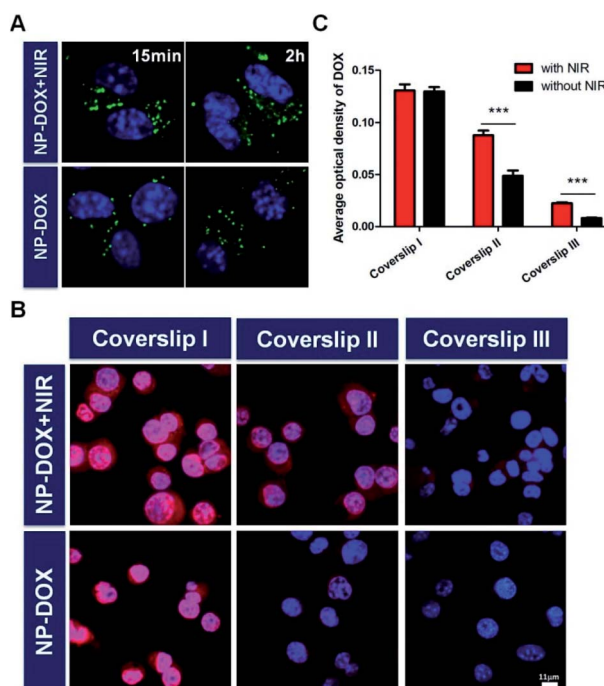 A
15min
2h
NP-DOX+NIR
NP-DOX
C
Average optical density of DOX
0.15
0.10
0.05
0.00
with NIR
without NIR
***
***
Coverslip I
Coverslip II
Coverslip III
B
Coverslip I
Coverslip II
Coverslip III
NP-DOX+NIR
NP-DOX
11μm